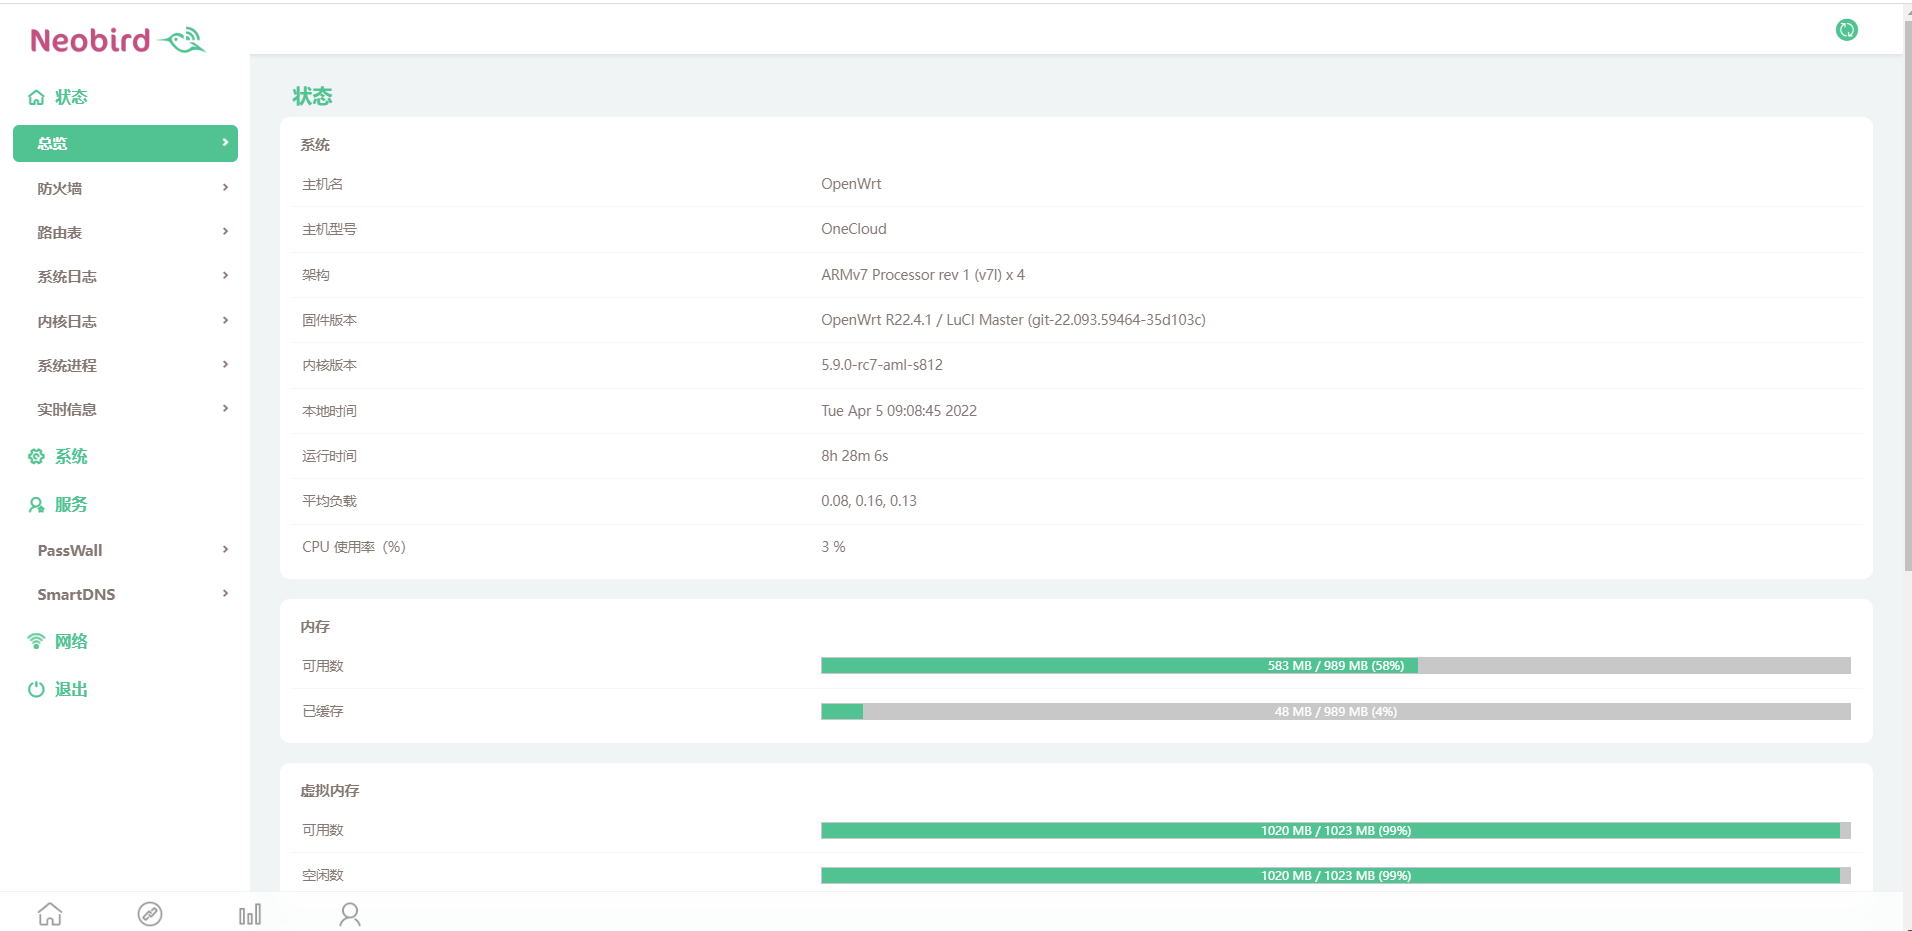 Neobird
状态
总览
防火墙
路由表
系统日志
内核日志
系统进程
实时信息
系统
服务
PassWall
SmartDNS
网络
退出
状态
系统
主机名 OpenWrt
主机型号 OneCloud
架构 ARMv7 Processor rev 1 (v7l) x 4
固件版本 OpenWrt R22.4.1 / LuCI Master (git-22.093.59464-35d103c)
内核版本 5.9.0-rc7-aml-s812
本地时间 Tue Apr 5 09:08:45 2022
运行时间 8h 28m 6s
平均负载 0.08, 0.16, 0.13
CPU 使用率（%） 3 %
内存
可用数 583 MB / 989 MB (58%)
已缓存 48 MB / 989 MB (4%)
虚拟内存
可用数 1020 MB / 1023 MB (99%)
空闲数 1020 MB / 1023 MB (99%)